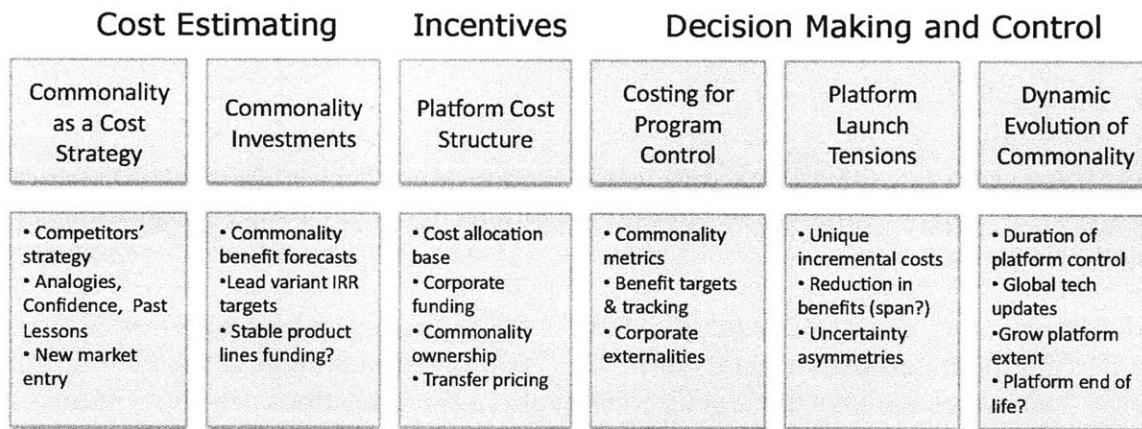 Cost Estimating
Incentives
Decision Making and Control
Commonality
as a Cost
Strategy
Commonality
Investments
Platform Cost
Structure
Costing for
Program
Control
Platform
Launch
Tensions
Dynamic
Evolution of
Commonality
• Competitors'
strategy
• Analogies,
Confidence, Past
Lessons
• New market
entry
• Commonality
benefit forecasts
•Lead variant IRR
targets
• Stable product
lines funding?
• Cost allocation
base
• Corporate
funding
• Commonality
ownership
• Transfer pricing
• Commonality
metrics
• Benefit targets
& tracking
• Corporate
externalities
• Unique
incremental costs
• Reduction in
benefits (span?)
• Uncertainty
asymmetries
• Duration of
platform control
• Global tech
updates
•Grow platform
extent
• Platform end of
life?